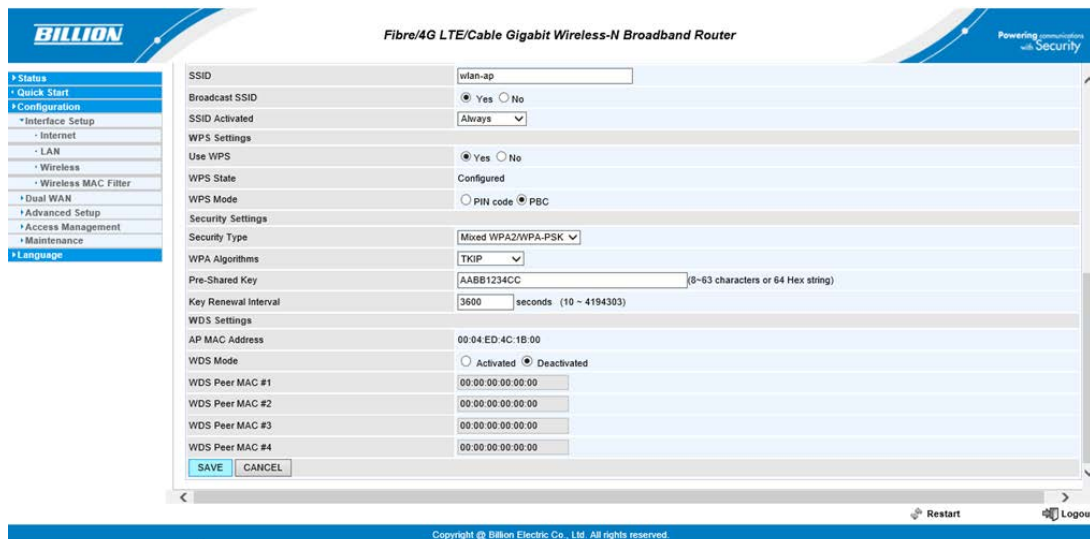 BILLION
Fibre/4G LTE/Cable Gigabit Wireless-N Broadband Router
Powering communications
with Security
Status
Quick Start
Configuration
Interface Setup
Internet
LAN
Wireless
Wireless MAC Filter
Dual WAN
Advanced Setup
Access Management
Maintenance
Language
SSID wlan-ap
Broadcast SSID Yes No
SSID Activated Always
WPS Settings
Use WPS Yes No
WPS State Configured
WPS Mode PIN code PBC
Security Settings
Security Type Mixed WPA2/WPA-PSK
WPA Algorithms TKIP
Pre-Shared Key AABB1234CC (8~63 characters or 64 Hex string)
Key Renewal Interval 3600 seconds (10 ~ 4194303)
WDS Settings
AP MAC Address 00:04:ED:4C:1B:00
WDS Mode Activated Deactivated
WDS Peer MAC #1 00:00:00:00:00:00
WDS Peer MAC #2 00:00:00:00:00:00
WDS Peer MAC #3 00:00:00:00:00:00
WDS Peer MAC #4 00:00:00:00:00:00
SAVE CANCEL
Restart Logou
Copyright @ Billion Electric Co., Ltd. All rights reserved.